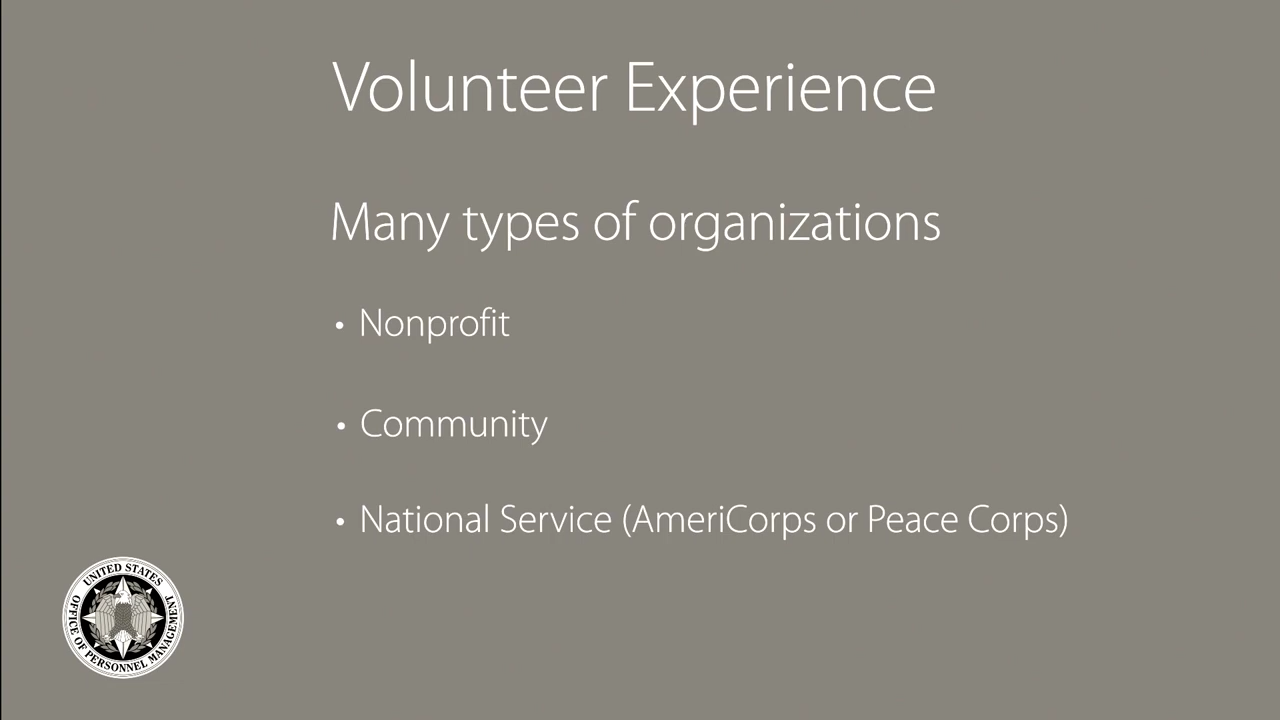 Volunteer Experience
Many types of organizations
• Nonprofit
• Community
• National Service (AmeriCorps or Peace Corps)
UNITED STATES
OFFICE OF PERSONNEL MANAGEMENT